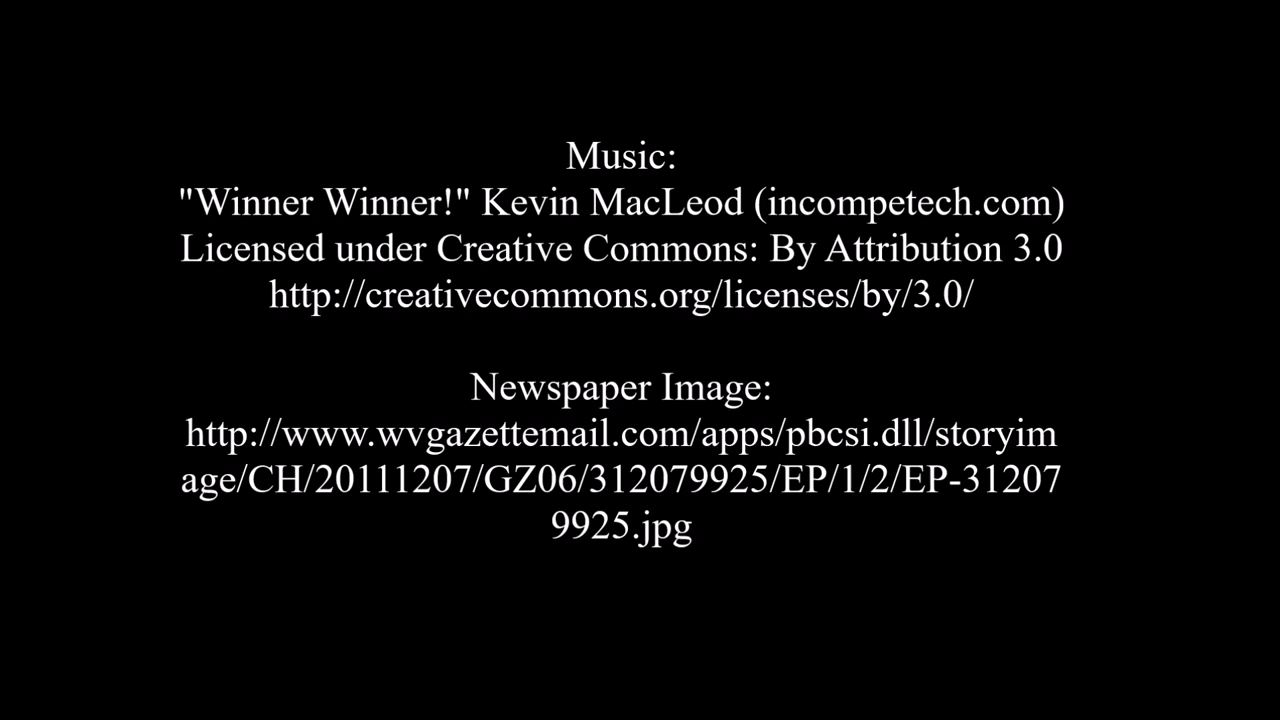 Music:
"Winner Winner!" Kevin MacLeod (incompetech.com)
Licensed under Creative Commons: By Attribution 3.0
http://creativecommons.org/licenses/by/3.0/
Newspaper Image:
http://www.wvgazettemail.com/apps/pbcsi.dll/storyim
age/CH/20111207/GZ06/312079925/EP/1/2/EP-31207
9925.jpg